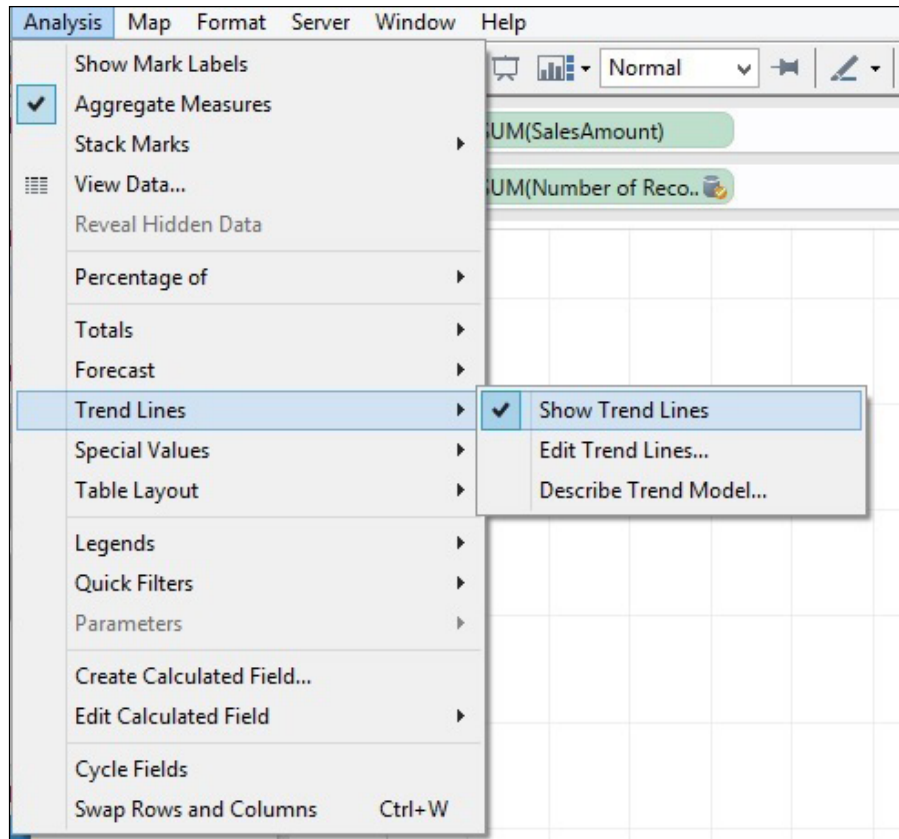 Analysis Map Format Server Window Help
Normal
SUM(SalesAmount)
SUM(Number of Reco..
Show Mark Labels
Aggregate Measures
Stack Marks
View Data...
Reveal Hidden Data
Percentage of
Totals
Forecast
Trend Lines
Special Values
Table Layout
Legends
Quick Filters
Parameters
Create Calculated Field...
Edit Calculated Field
Cycle Fields
Swap Rows and Columns Ctrl+W
Show Trend Lines
Edit Trend Lines...
Describe Trend Model...